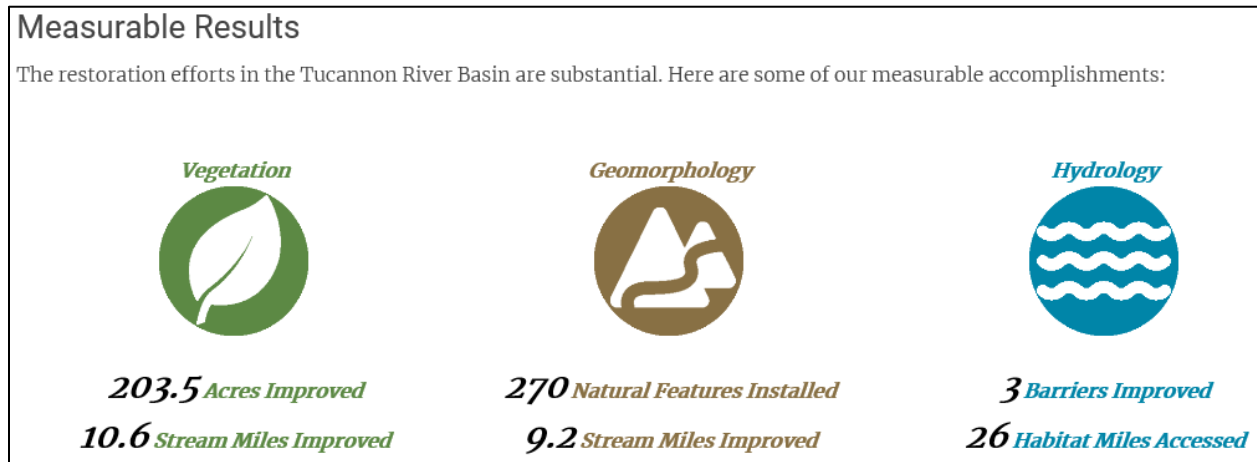 Measurable Results
The restoration efforts in the Tucannon River Basin are substantial. Here are some of our measurable accomplishments:
Vegetation
203.5 Acres Improved
10.6 Stream Miles Improved
Geomorphology
270 Natural Features Installed
9.2 Stream Miles Improved
Hydrology
3 Barriers Improved
26 Habitat Miles Accessed